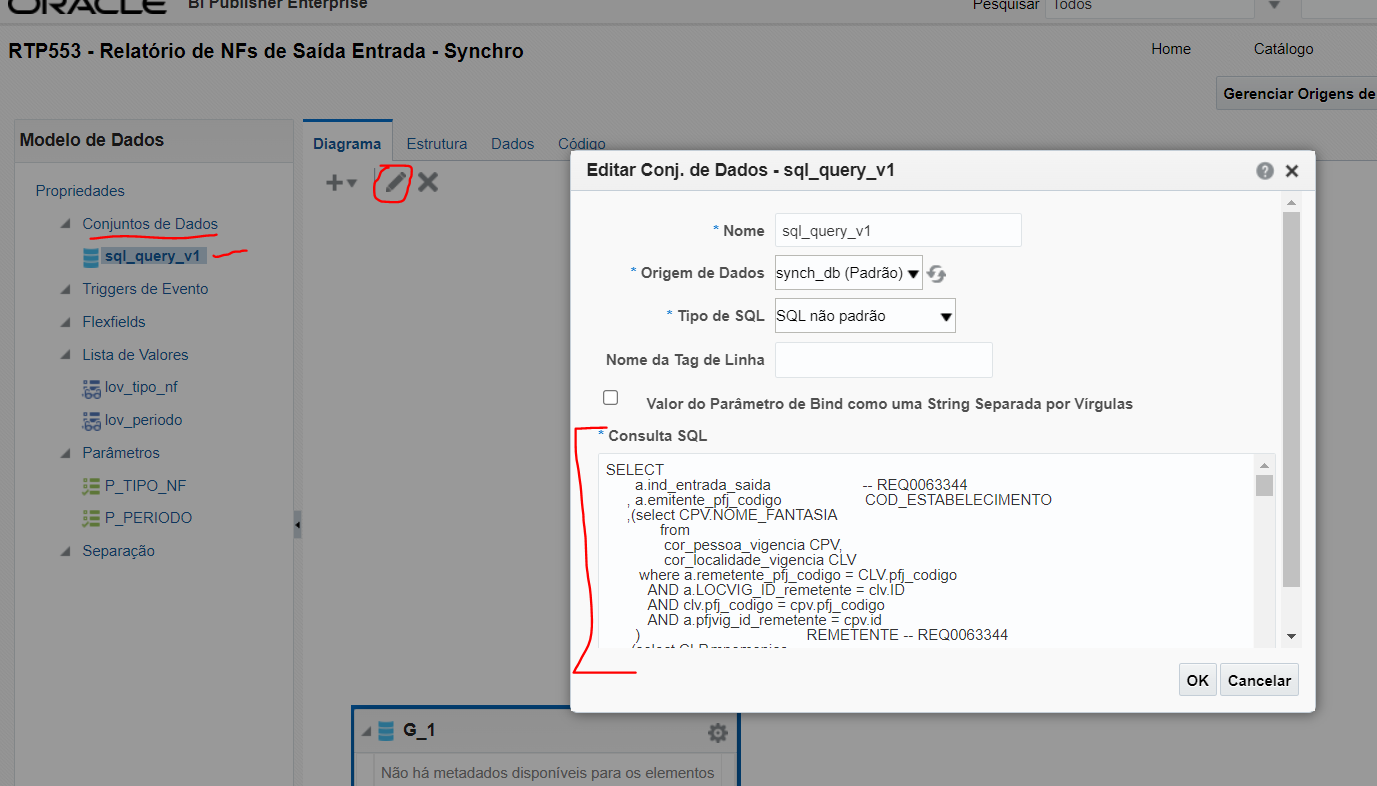 ORACLE BI Publisher Enterprise
Pesquisar Todos
RTP553 - Relatório de NFs de Saída Entrada - Synchro
Home Catálogo
Gerenciar Origens de
Modelo de Dados
Propriedades
Conjuntos de Dados
sql_query_v1
Triggers de Evento
Flexfields
Lista de Valores
lov_tipo_nf
lov_periodo
Parâmetros
P_TIPO_NF
P_PERIODO
Separação
Diagrama Estrutura Dados Código
Editar Conj. de Dados - sql_query_v1
* Nome sql_query_v1
* Origem de Dados synch_db (Padrão)
* Tipo de SQL SQL não padrão
Nome da Tag de Linha
Valor do Parâmetro de Bind como uma String Separada por Vírgulas
* Consulta SQL
SELECT
a.ind_entrada_saida -- REQ0063344
, a.emitente_pfj_codigo COD_ESTABELECIMENTO
,(select CPV.NOME_FANTASIA
from
cor_pessoa_vigencia CPV,
cor_localidade_vigencia CLV
where a.remetente_pfj_codigo = CLV.pfj_codigo
AND a.LOCVIG_ID_remetente = clv.ID
AND clv.pfj_codigo = cpv.pfj_codigo
AND a.pfjvig_id_remetente = cpv.id
) REMETENTE -- REQ0063344
OK Cancelar
G_1
Não há metadados disponíveis para os elementos